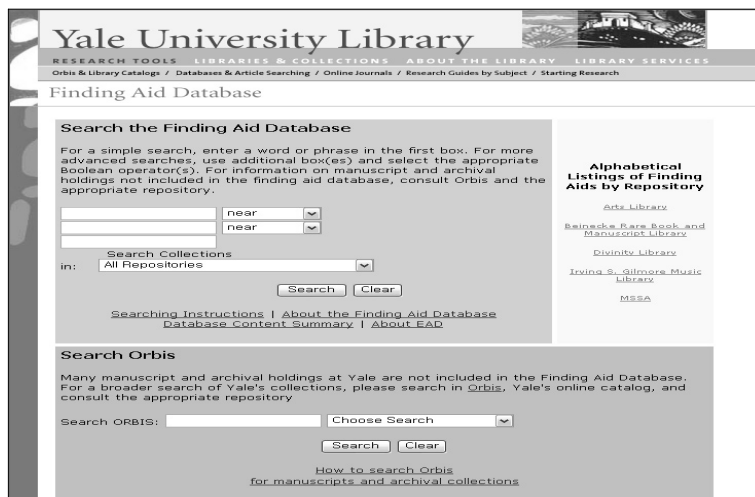 Yale University Library
RESEARCH TOOLS LIBRARIES & COLLECTIONS ABOUT THE LIBRARY LIBRARY SERVICES
Orbis & Library Catalogs / Databases & Article Searching / Online Journals / Research Guides by Subject / Starting Research
Finding Aid Database
Search the Finding Aid Database
For a simple search, enter a word or phrase in the first box. For more
advanced searches, use additional box(es) and select the appropriate
Boolean operator(s). For information on manuscript and archival
holdings not included in the finding aid database, consult Orbis and the
appropriate repository.
near
near
Search Collections
in: All Repositories
Search Clear
Searching Instructions | About the Finding Aid Database
Database Content Summary | About EAD
Alphabetical
Listings of Finding
Aids by Repository
Arts Library
Beinecke Rare Book and
Manuscript Library
Divinity Library
Irving S. Gilmore Music
Library
MSSA
Search Orbis
Many manuscript and archival holdings at Yale are not included in the Finding Aid Database.
For a broader search of Yale's collections, please search in Orbis, Yale's online catalog, and
consult the appropriate repository
Search ORBIS: Choose Search
Search Clear
How to search Orbis
for manuscripts and archival collections